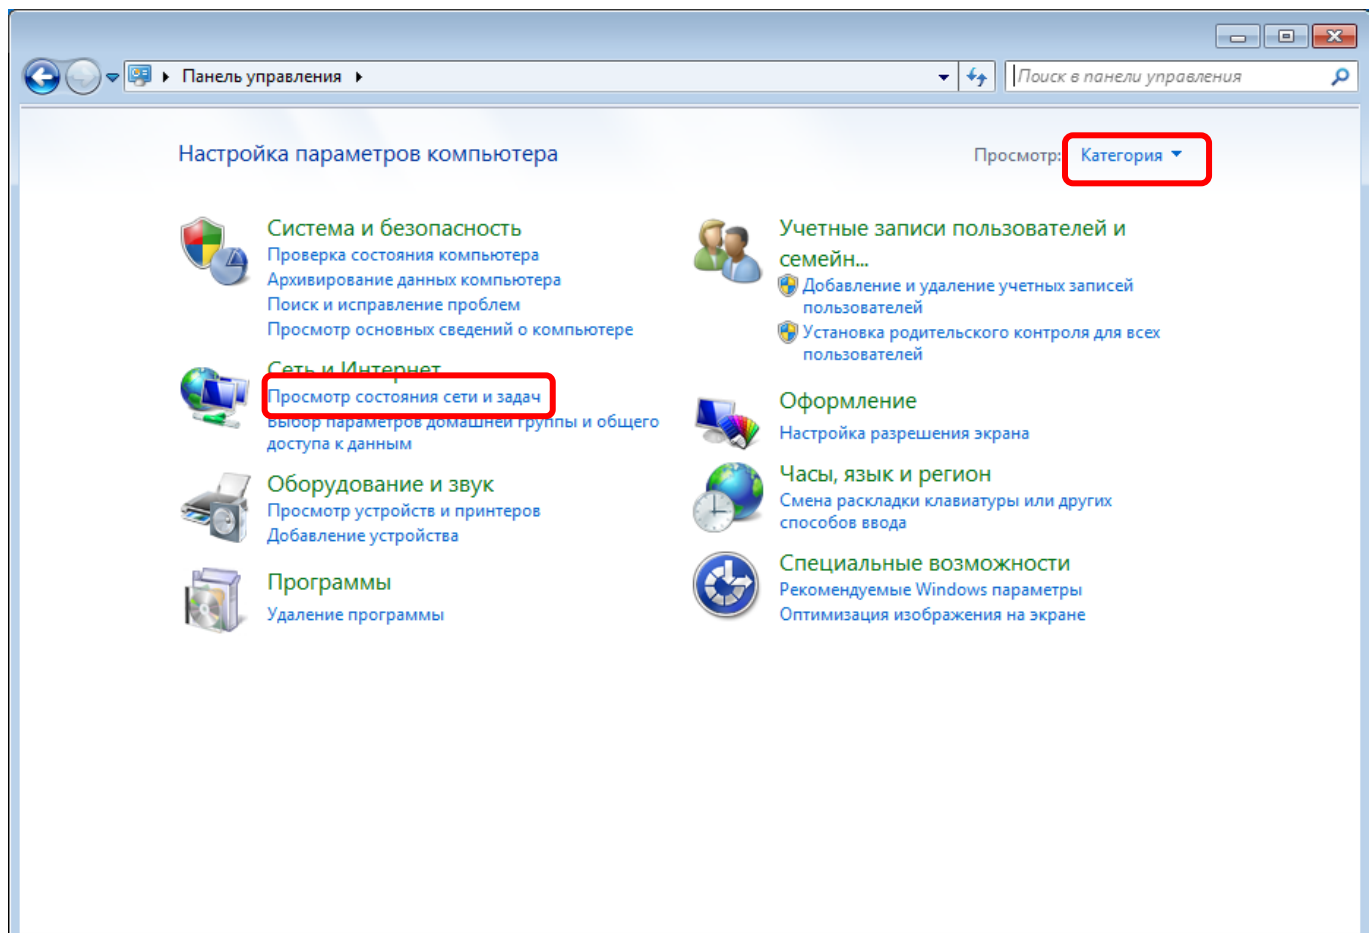 Панель управления
Поиск в панели управления
Настройка параметров компьютера
Просмотр: Категория
Система и безопасность
Проверка состояния компьютера
Архивирование данных компьютера
Поиск и исправление проблем
Просмотр основных сведений о компьютере
Сеть и Интернет
Просмотр состояния сети и задач
Выбор параметров домашней группы и общего
доступа к данным
Оборудование и звук
Просмотр устройств и принтеров
Добавление устройства
Программы
Удаление программы
Учетные записи пользователей и
семейн...
Добавление и удаление учетных записей
пользователей
Установка родительского контроля для всех
пользователей
Оформление
Настройка разрешения экрана
Часы, язык и регион
Смена раскладки клавиатуры или других
способов ввода
Специальные возможности
Рекомендуемые Windows параметры
Оптимизация изображения на экране